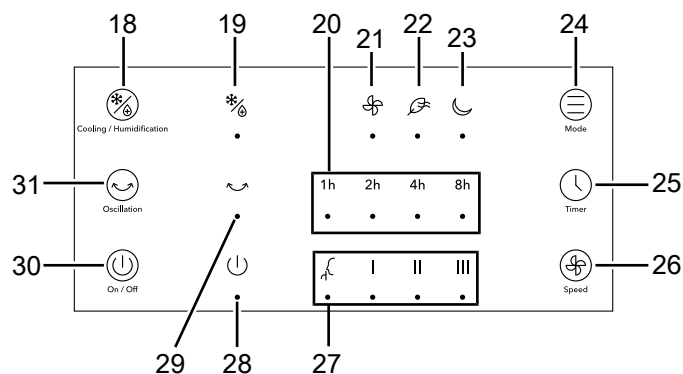 18 19 20 21 22 23 24
Cooling / Humidification
Mode
31 1h 2h 4h 8h 25
Oscillation
Timer
30 I II III 26
On / Off
Speed
29 28 27